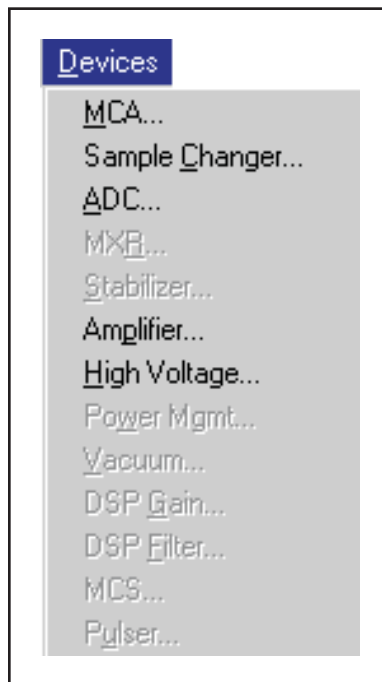 Devices
MCA...
Sample Changer...
ADC...
MXR...
Stabilizer...
Amplifier...
High Voltage...
Power Mgmt...
Vacuum...
DSP Gain...
DSP Filter...
MCS...
Pulser...